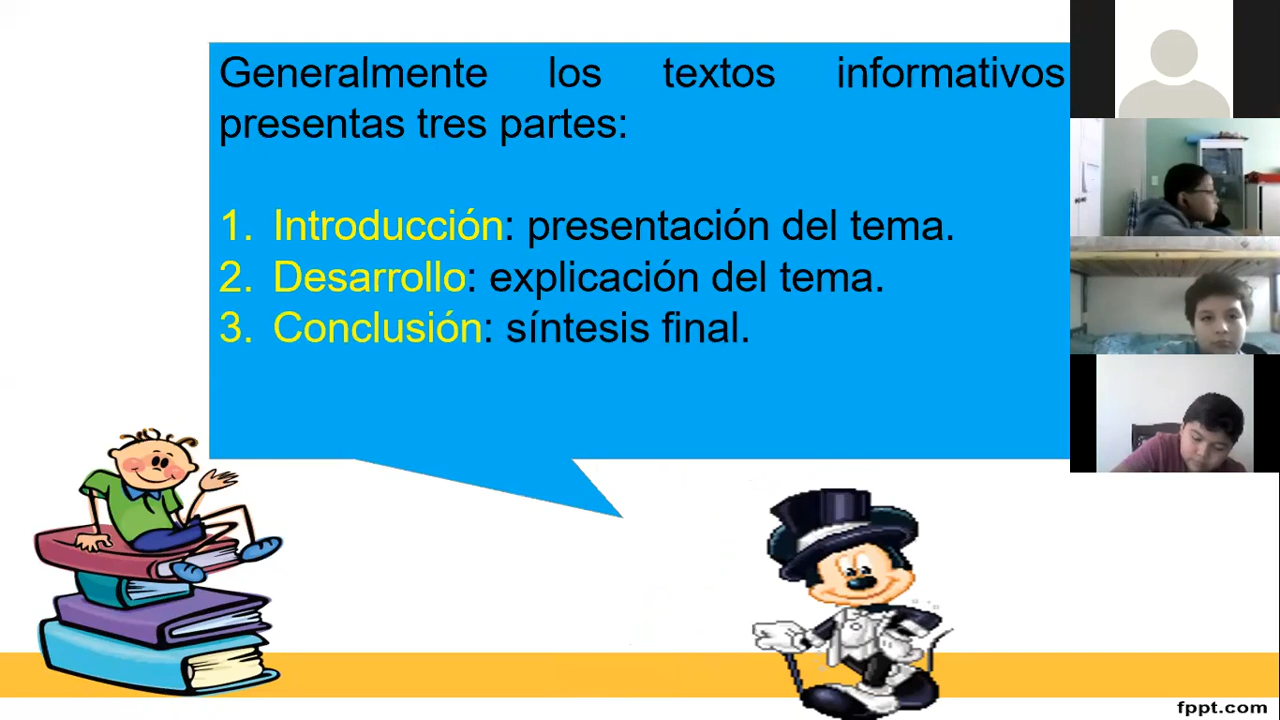 Generalmente los textos informativos
presentas tres partes:
1. Introducción: presentación del tema.
2. Desarrollo: explicación del tema.
3. Conclusión: síntesis final.
fppt.com